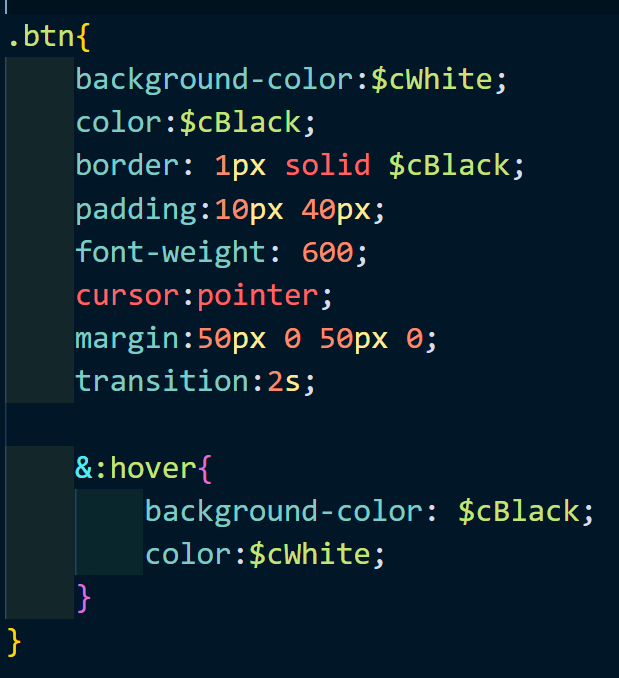 .btn{
background-color:$cWhite;
color:$cBlack;
border: 1px solid $cBlack;
padding:10px 40px;
font-weight: 600;
cursor:pointer;
margin:50px 0 50px 0;
transition:2s;
&:hover{
background-color: $cBlack;
color:$cWhite;
}
}